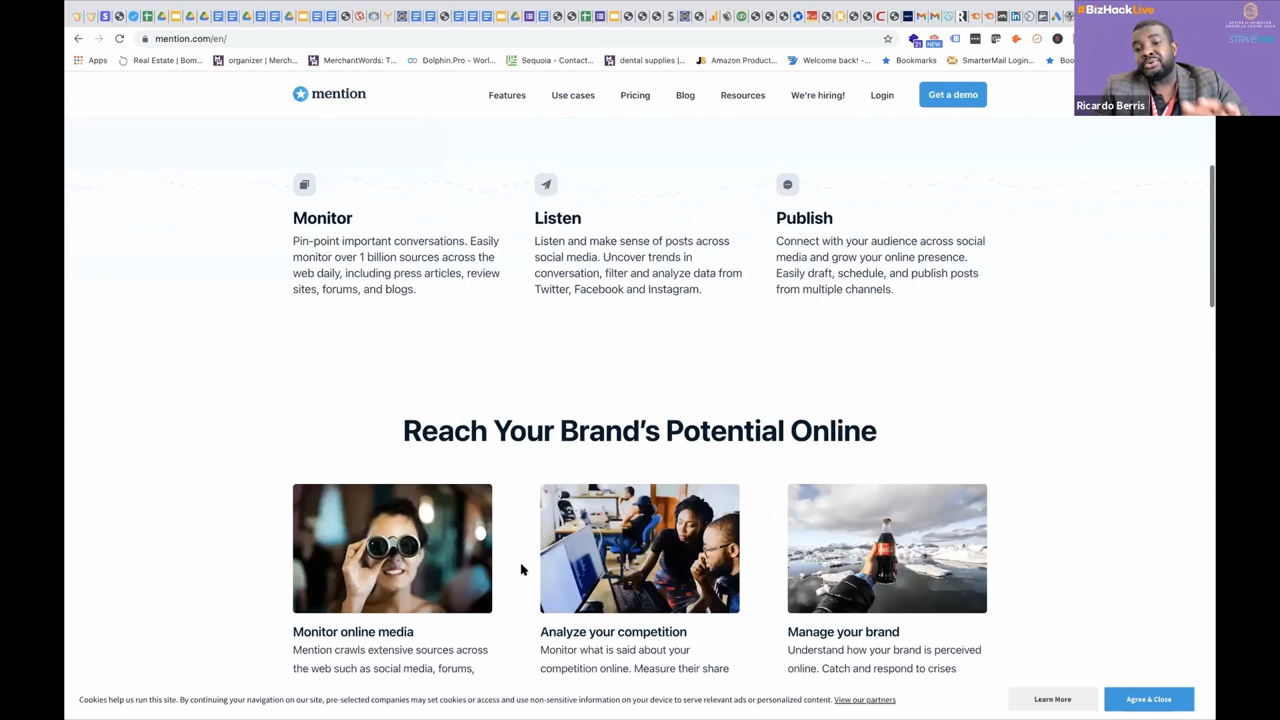 #BizHackLive
mention.com/en/
21
NEW
Apps
Real Estate | Bom...
organizer | Merch...
MerchantWords: T...
Dolphin.Pro - Worl...
Sequoia - Contact...
dental supplies |...
Amazon Product...
Welcome back! -...
Bookmarks
SmarterMail Login...
Boo
Ricardo Berris
mention
Features
Use cases
Pricing
Blog
Resources
We're hiring!
Login
Get a demo
Monitor
Pin-point important conversations. Easily
monitor over 1 billion sources across the
web daily, including press articles, review
sites, forums, and blogs.
Listen
Listen and make sense of posts across
social media. Uncover trends in
conversation, filter and analyze data from
Twitter, Facebook and Instagram.
Publish
Connect with your audience across social
media and grow your online presence.
Easily draft, schedule, and publish posts
from multiple channels.
Reach Your Brand's Potential Online
Monitor online media
Mention crawls extensive sources across
the web such as social media, forums,
Analyze your competition
Monitor what is said about your
competition online. Measure their share
Manage your brand
Understand how your brand is perceived
online. Catch and respond to crises
Cookies help us run this site. By continuing your navigation on our site, pre-selected companies may set cookies or access and use non-sensitive information on your device to serve relevant ads or personalized content. View our partners
Learn More
Agree & Close